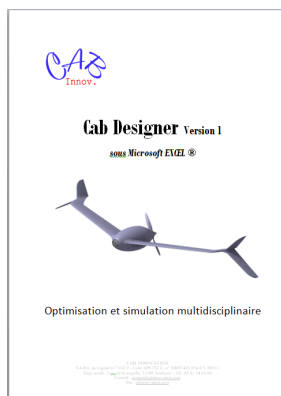 CAB
Innov.
Cab Designer Version 1
sous Microsoft EXCEL ®
Optimisation et simulation multidisciplinaire
CAB INNOVATION